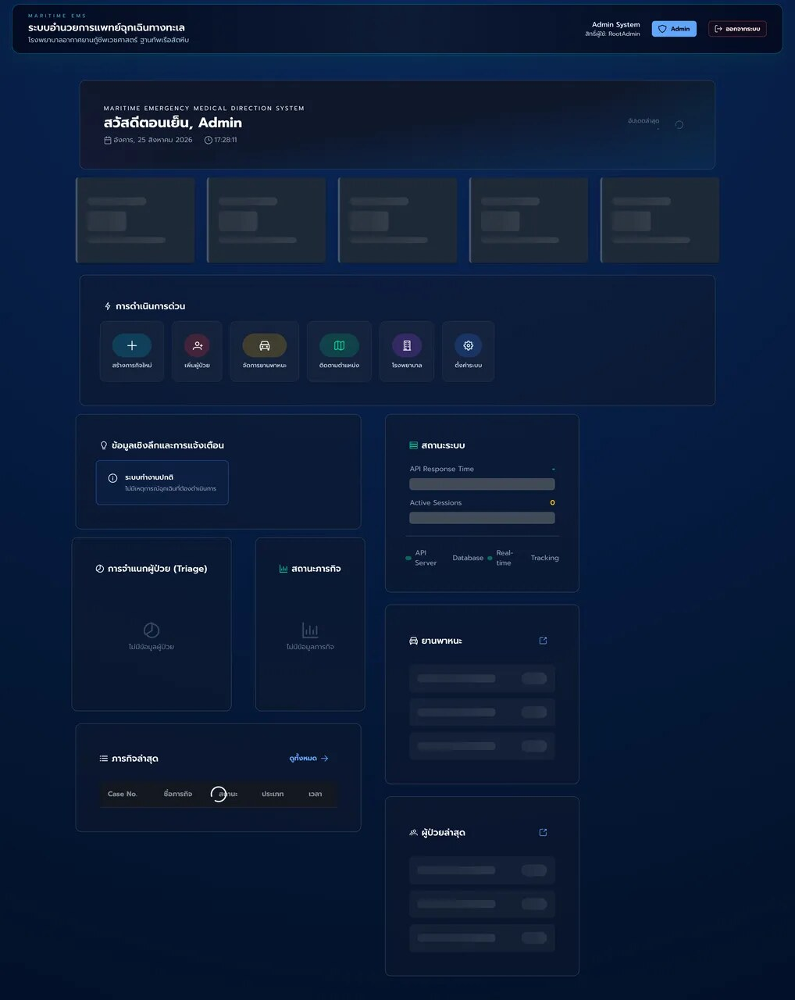 MARITIME EMS
ระบบอำนวยการแพทย์ฉุกเฉินทางทะเล
โรงพยาบาลอากาศยานกู้ชีพเวชศาสตร์ ฐานทัพเรือสัตหีบ
Admin System
สิทธิ์ผู้ใช้: RootAdmin
Admin
ออกจากระบบ
MARITIME EMERGENCY MEDICAL DIRECTION SYSTEM
สวัสดีตอนเย็น, Admin
อังคาร, 25 สิงหาคม 2026
17:28:11
อัปเดตล่าสุด
-
การดำเนินการด่วน
สร้างภารกิจใหม่
เพิ่มผู้ป่วย
จัดการยานพาหนะ
ติดตามตำแหน่ง
โรงพยาบาล
ตั้งค่าระบบ
ข้อมูลเชิงลึกและการแจ้งเตือน
ระบบทำงานปกติ
ไม่มีเหตุการณ์ฉุกเฉินที่ต้องดำเนินการ
สถานะระบบ
API Response Time -
Active Sessions 0
API Server
Database
Real-time
Tracking
การจำแนกผู้ป่วย (Triage)
ไม่มีข้อมูลผู้ป่วย
สถานะภารกิจ
ไม่มีข้อมูลภารกิจ
ยานพาหนะ
ภารกิจล่าสุด
ดูทั้งหมด
Case No. ชื่อภารกิจ สถานะ ประเภท เวลา
ผู้ป่วยล่าสุด